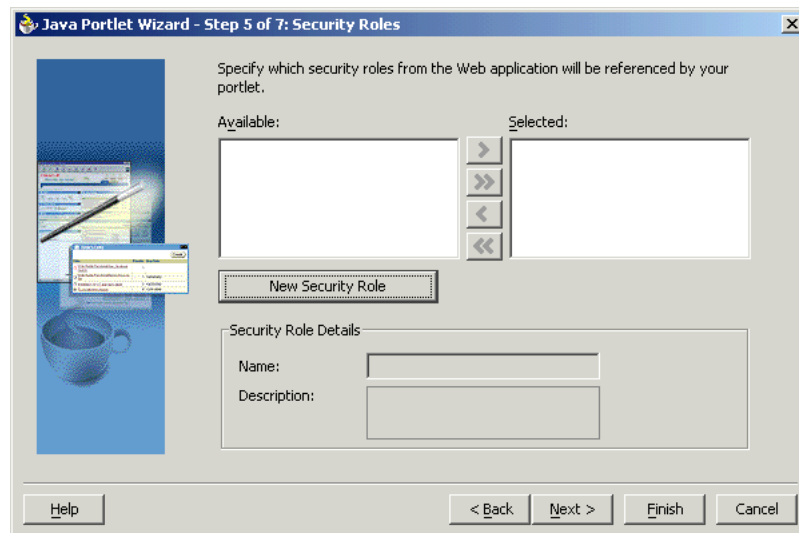 Java Portlet Wizard - Step 5 of 7: Security Roles
Specify which security roles from the Web application will be referenced by your
portlet.
Available:
Selected:
New Security Role
Security Role Details
Name:
Description:
Help
< Back
Next >
Finish
Cancel